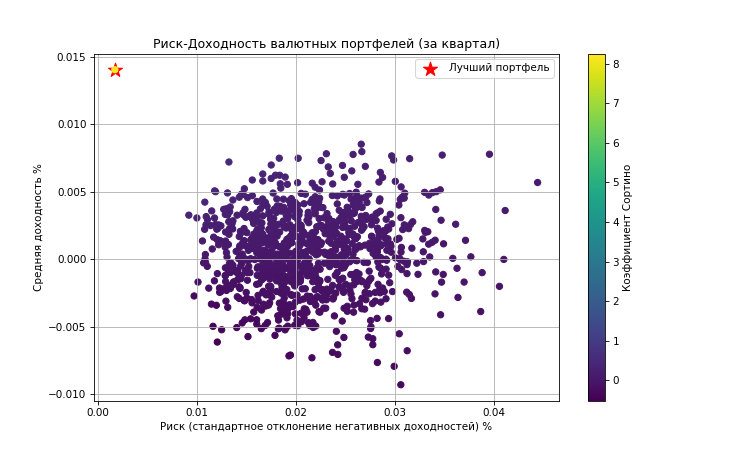 Риск-Доходность валютных портфелей (за квартал)
Лучший портфель
Средняя доходность %
0.015
0.010
0.005
0.000
−0.005
−0.010
0.00 0.01 0.02 0.03 0.04
Риск (стандартное отклонение негативных доходностей) %
8
7
6
5
4
3
2
1
0
Коэффициент Сортино